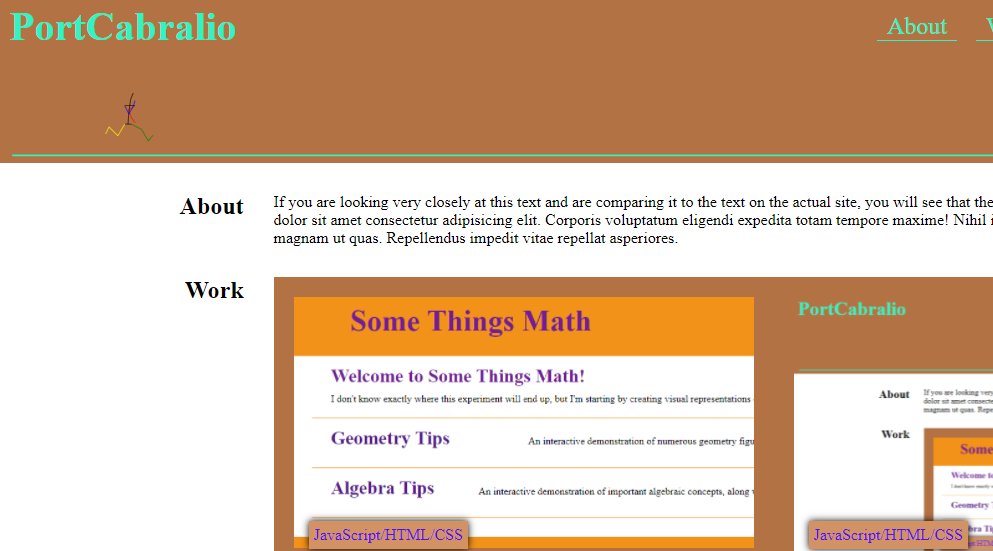 PortCabralio
About
About
If you are looking very closely at this text and are comparing it to the text on the actual site, you will see that the
dolor sit amet consectetur adipisicing elit. Corporis voluptatum eligendi expedita totam tempore maxime! Nihil i
magnam ut quas. Repellendus impedit vitae repellat asperiores.
Work
Some Things Math
Welcome to Some Things Math!
I don't know exactly where this experiment will end up, but I'm starting by creating visual representations
Geometry Tips
An interactive demonstration of numerous geometry figu
Algebra Tips
An interactive demonstration of important algebraic concepts, along
JavaScript/HTML/CSS
PortCabralio
About
If you are looking very
dolor sit amet consecte
magnam ut quas. Repe
Work
Some
Welcome to
Geometry
JavaScript/HTML/CSS